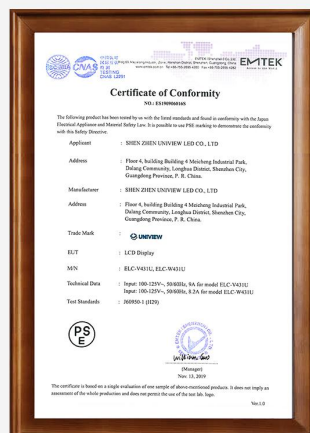 CNAS
TESTING
EMTEK
Certificate of Conformity
NO.: ES190906016S
The following product has been tested by us with the listed standards and found in conformity with the Japan
Electrical Appliance and Material Safety Law. It is possible to use PSE marking to demonstrate the conformity
with this Safety Directive.
Applicant : SHEN ZHEN UNIVIEW LED CO., LTD
Address : Floor 4, building Building 4 Meicheng Industrial Park,
Dalang Community, Longhua District, Shenzhen City,
Guangdong Province, P. R. China.
Manufacturer : SHEN ZHEN UNIVIEW LED CO., LTD
Address : Floor 4, building Building 4 Meicheng Industrial Park,
Dalang Community, Longhua District, Shenzhen City,
Guangdong Province, P. R. China.
Trade Mark : UNIVIEW
EUT : LCD Display
M/N : ELC-V431U, ELC-W431U
Technical Data : Input: 100-125V~, 50/60Hz, 9A for model ELC-V431U
Input: 100-125V~, 50/60Hz, 8.2A for model ELC-W431U
Test Standards : J60950-1 (H29)
PS
E
(Manager)
Nov. 13, 2019
The certificate is based on a single evaluation of one sample of above-mentioned products. It does not imply an
assessment of the whole production and does not permit the use of the test lab. logo.
Ver.1.0